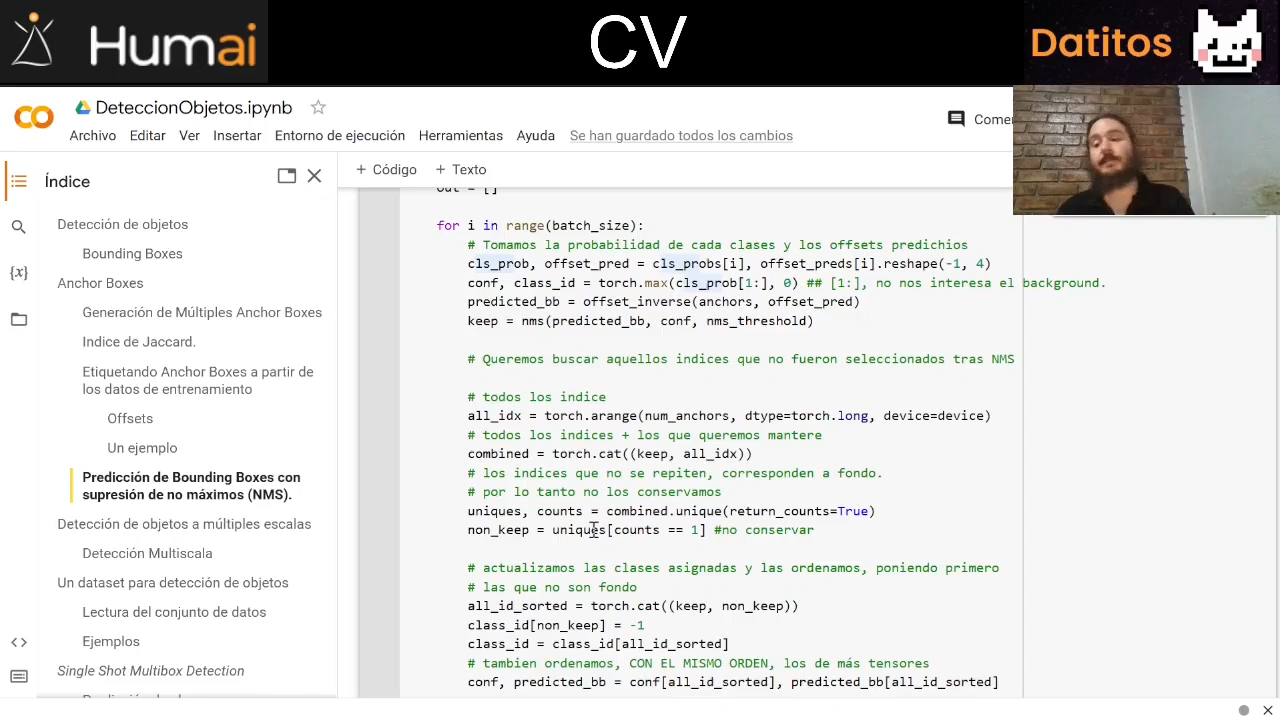 Humai
CV
Datitos
DeteccionObjetos.ipynb
Archivo Editar Ver Insertar Entorno de ejecución Herramientas Ayuda Se han guardado todos los cambios
Comen
+ Código + Texto
Índice
Detección de objetos
Bounding Boxes
Anchor Boxes
Generación de Múltiples Anchor Boxes
Indice de Jaccard.
Etiquetando Anchor Boxes a partir de
los datos de entrenamiento
Offsets
Un ejemplo
Predicción de Bounding Boxes con
supresión de no máximos (NMS).
Detección de objetos a múltiples escalas
Detección Multiscala
Un dataset para detección de objetos
Lectura del conjunto de datos
Ejemplos
Single Shot Multibox Detection
out = []
for i in range(batch_size):
# Tomamos la probabilidad de cada clases y los offsets predichios
cls_prob, offset_pred = cls_probs[i], offset_preds[i].reshape(-1, 4)
conf, class_id = torch.max(cls_prob[1:], 0) ## [1:], no nos interesa el background.
predicted_bb = offset_inverse(anchors, offset_pred)
keep = nms(predicted_bb, conf, nms_threshold)
# Queremos buscar aquellos indices que no fueron seleccionados tras NMS
# todos los indice
all_idx = torch.arange(num_anchors, dtype=torch.long, device=device)
# todos los indices + los que queremos mantere
combined = torch.cat((keep, all_idx))
# los indices que no se repiten, corresponden a fondo.
# por lo tanto no los conservamos
uniques, counts = combined.unique(return_counts=True)
non_keep = uniques[counts == 1] #no conservar
# actualizamos las clases asignadas y las ordenamos, poniendo primero
# las que no son fondo
all_id_sorted = torch.cat((keep, non_keep))
class_id[non_keep] = -1
class_id = class_id[all_id_sorted]
# tambien ordenamos, CON EL MISMO ORDEN, los de más tensores
conf, predicted_bb = conf[all_id_sorted], predicted_bb[all_id_sorted]